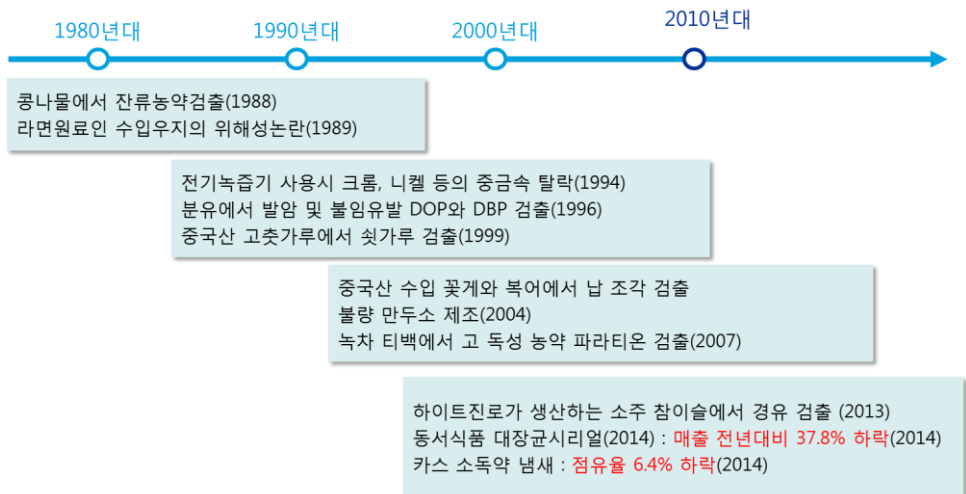 1980년대
1990년대
2000년대
2010년대
콩나물에서 잔류농약검출(1988)
라면원료인 수입우지의 위해성논란(1989)
전기녹즙기 사용시 크롬, 니켈 등의 중금속 탈락(1994)
분유에서 발암 및 불임유발 DOP와 DBP 검출(1996)
중국산 고춧가루에서 쇳가루 검출(1999)
중국산 수입 꽃게와 복어에서 납 조각 검출
불량 만두소 제조(2004)
녹차 티백에서 고 독성 농약 파라티온 검출(2007)
하이트진로가 생산하는 소주 참이슬에서 경유 검출 (2013)
동서식품 대장균시리얼(2014) : 매출 전년대비 37.8% 하락(2014)
카스 소독약 냄새 : 점유율 6.4% 하락(2014)